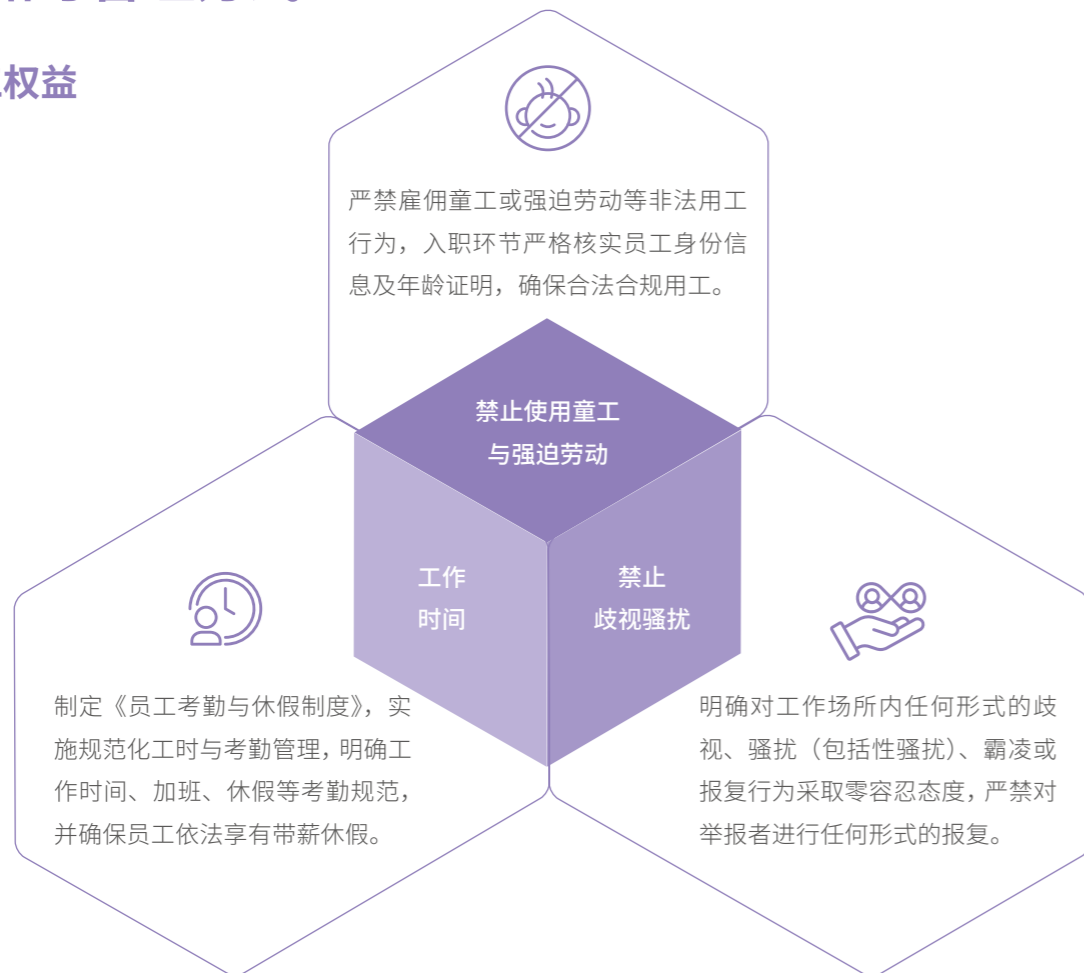 权益
严禁雇佣童工或强迫劳动等非法用工
行为，入职环节严格核实员工身份信
息及年龄证明，确保合法合规用工。
禁止使用童工
与强迫劳动
工作
时间
禁止
歧视骚扰
制定《员工考勤与休假制度》，实
施规范化工时与考勤管理，明确工
作时间、加班、休假等考勤规范，
并确保员工依法享有带薪休假。
明确对工作场所内任何形式的歧
视、骚扰（包括性骚扰）、霸凌或
报复行为采取零容忍态度，严禁对
举报者进行任何形式的报复。